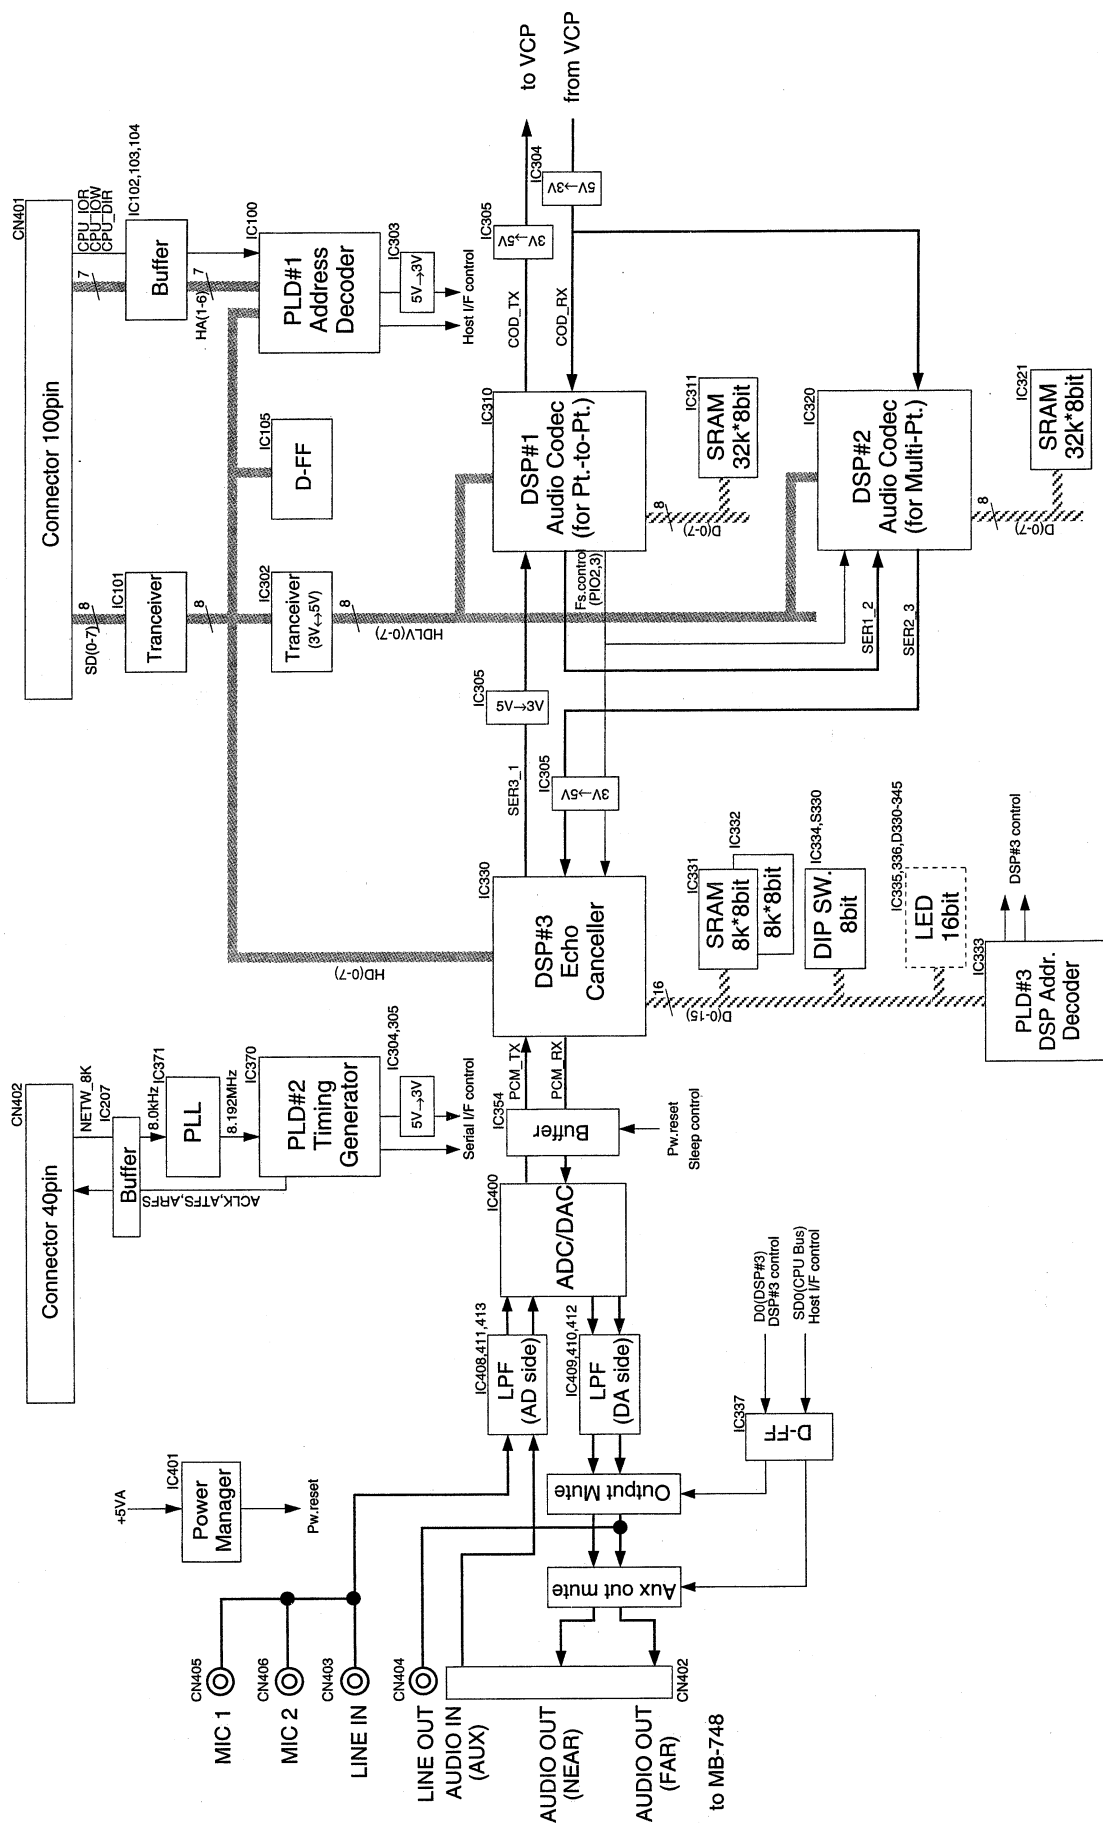 MIC 1
CN405
MIC 2
CN406
LINE IN
CN403
LINE OUT
CN404
AUDIO IN
(AUX)
AUDIO OUT
(NEAR)
AUDIO OUT
(FAR)
CN402
to MB-748
+5VA
IC401
Power
Manager
Pw.reset
Aux out mute
Output Mute
IC408,411,413
LPF
(AD side)
IC409,410,412
LPF
(DA side)
IC337
D-FF
D0(DSP#3)
DSP#3 control
SD0(CPU Bus)
Host I/F control
CN402
Connector 40pin
NETW_8K
IC207
Buffer
8.0kHz
IC371
PLL
8.192MHz
IC370
PLD#2
Timing
Generator
ACLK,ATFS,ARFS
IC304,305
5V→3V
Serial I/F control
IC400
ADC/DAC
IC354
Buffer
PCM_TX
PCM_RX
Pw.reset
Sleep control
IC330
DSP#3
Echo
Canceller
HD(0-7)
16
D(0-15)
IC331
SRAM
8k*8bit
IC332
8k*8bit
IC334,S330
DIP SW.
8bit
IC335,336,D330-345
LED
16bit
IC333
PLD#3
DSP Addr.
Decoder
DSP#3 control
SER3_1
IC305
3V→5V
IC305
5V→3V
CN401
Connector 100pin
SD(0-7)
8
IC101
Tranceiver
8
IC302
Tranceiver
(3V↔5V)
8
HDLV(0-7)
IC105
D-FF
7
CPU_IOR
CPU_IOW
CPU_DIR
IC102,103,104
Buffer
HA(1-6)
7
IC100
PLD#1
Address
Decoder
IC303
5V→3V
Host I/F control
Fs.control
(PIO2,3)
IC310
DSP#1
Audio Codec
(for Pt.-to-Pt.)
COD_TX
COD_RX
IC305
3V→5V
IC304
5V→3V
to VCP
from VCP
8
D(0-7)
IC311
SRAM
32k*8bit
SER1_2
SER2_3
IC320
DSP#2
Audio Codec
(for Multi-Pt.)
8
D(0-7)
IC321
SRAM
32k*8bit